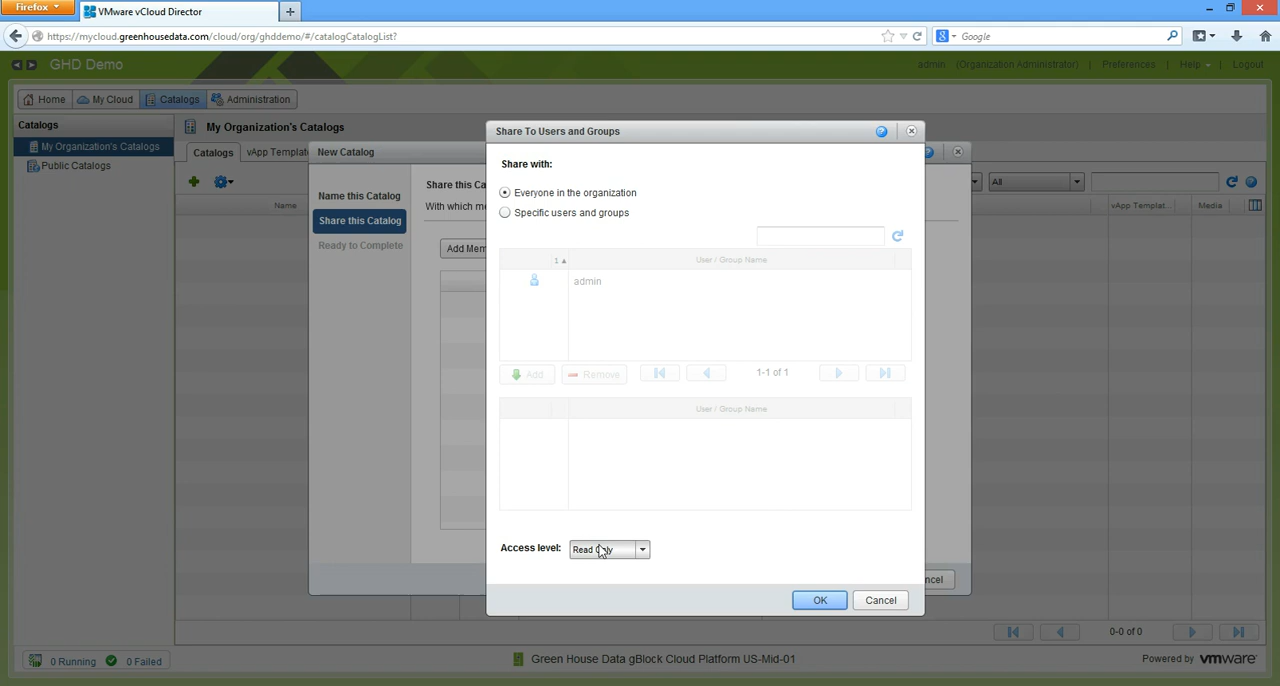 Firefox
VMware vCloud Director
https://mycloud.greenhousedata.com/cloud/org/ghddemo/#/catalogCatalogList?
Google
GHD Demo
admin (Organization Administrator) | Preferences | Help | Logout
Home
My Cloud
Catalogs
Administration
Catalogs
My Organization's Catalogs
Public Catalogs
My Organization's Catalogs
Catalogs
vApp Templat
All
Name
vApp Templat...
Media
New Catalog
Name this Catalog
Share this Catalog
Ready to Complete
Share this Ca
With which me
Add Mem
ncel
Share To Users and Groups
Share with:
Everyone in the organization
Specific users and groups
1
User / Group Name
admin
Add
Remove
1-1 of 1
User / Group Name
Access level:
Read Only
OK
Cancel
0-0 of 0
0 Running
0 Failed
Green House Data gBlock Cloud Platform US-Mid-01
Powered by vmware